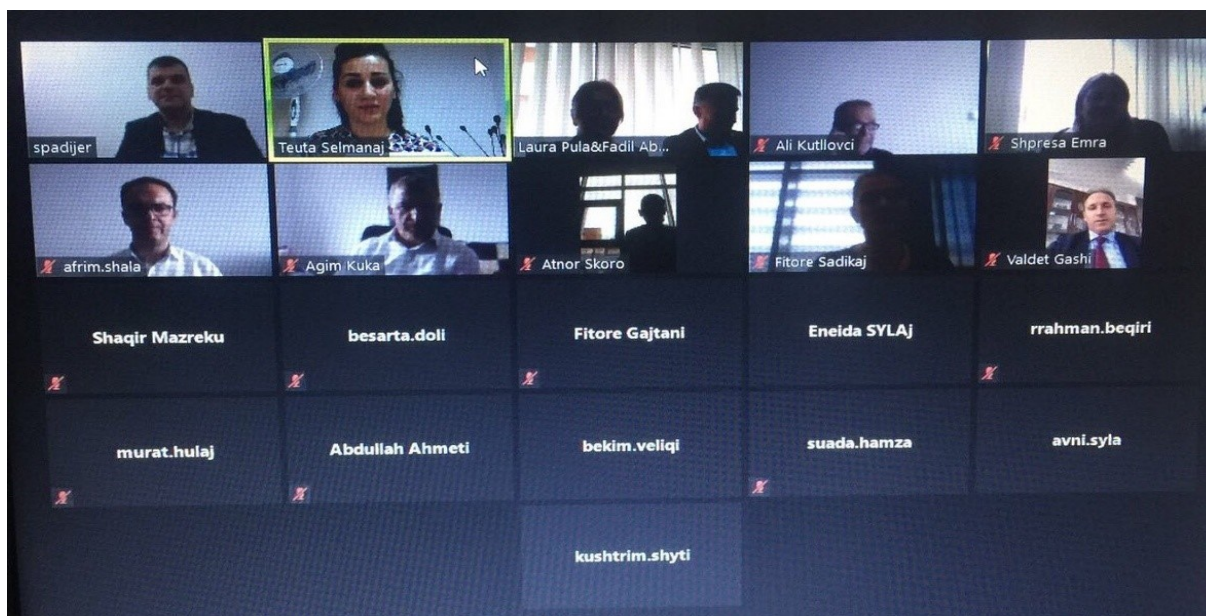 spadijer
Teuta Selmanaj
Laura Pula&Fadil Ab...
Ali Kutllovci
Shpresa Emra
afrim.shala
Agim Kuka
Atnor Skoro
Fitore Sadikaj
Valdet Gashi
Shaqir Mazreku
besarta.doli
Fitore Gajtani
Eneida SYLAj
rrahman.beqiri
murat.hulaj
Abdullah Ahmeti
bekim.veliqi
suada.hamza
avni.syla
kushtrim.shyti